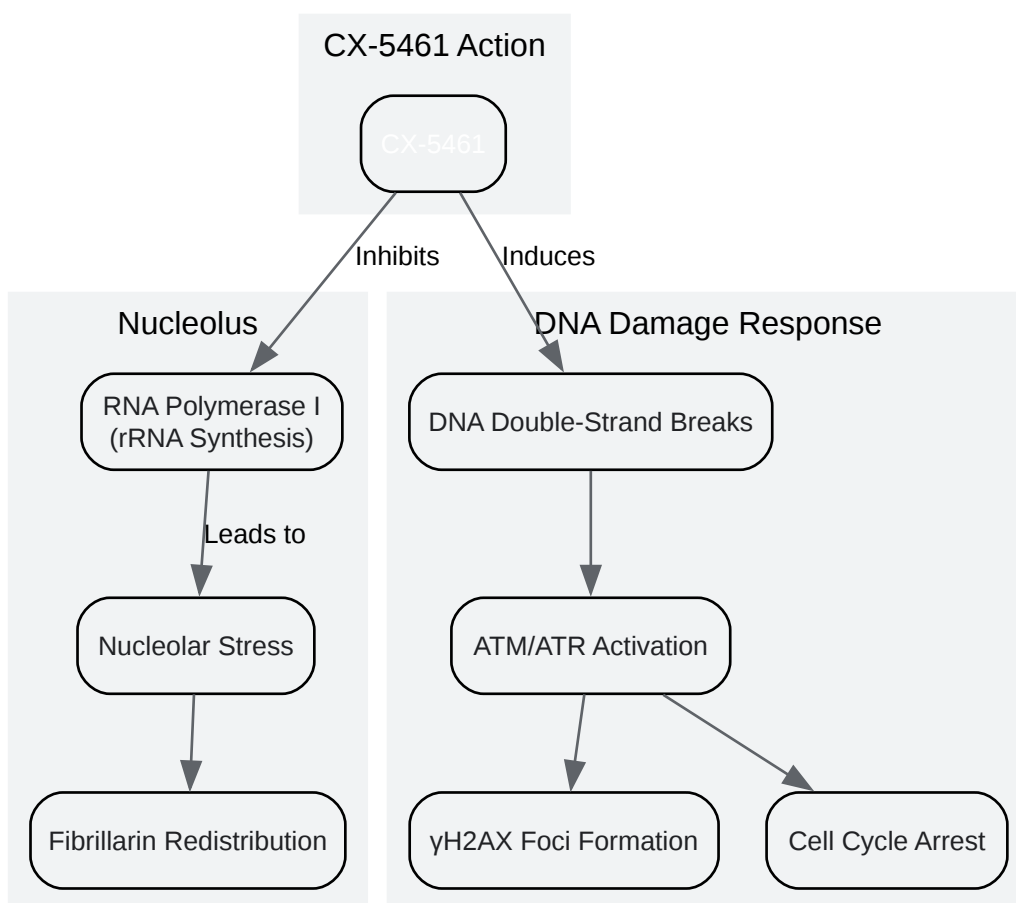 CX-5461 Action
CX-5461
Inhibits
Induces
Nucleolus
DNA Damage Response
RNA Polymerase I
(rRNA Synthesis)
DNA Double-Strand Breaks
Leads to
Nucleolar Stress
ATM/ATR Activation
Fibrillarin Redistribution
γH2AX Foci Formation
Cell Cycle Arrest